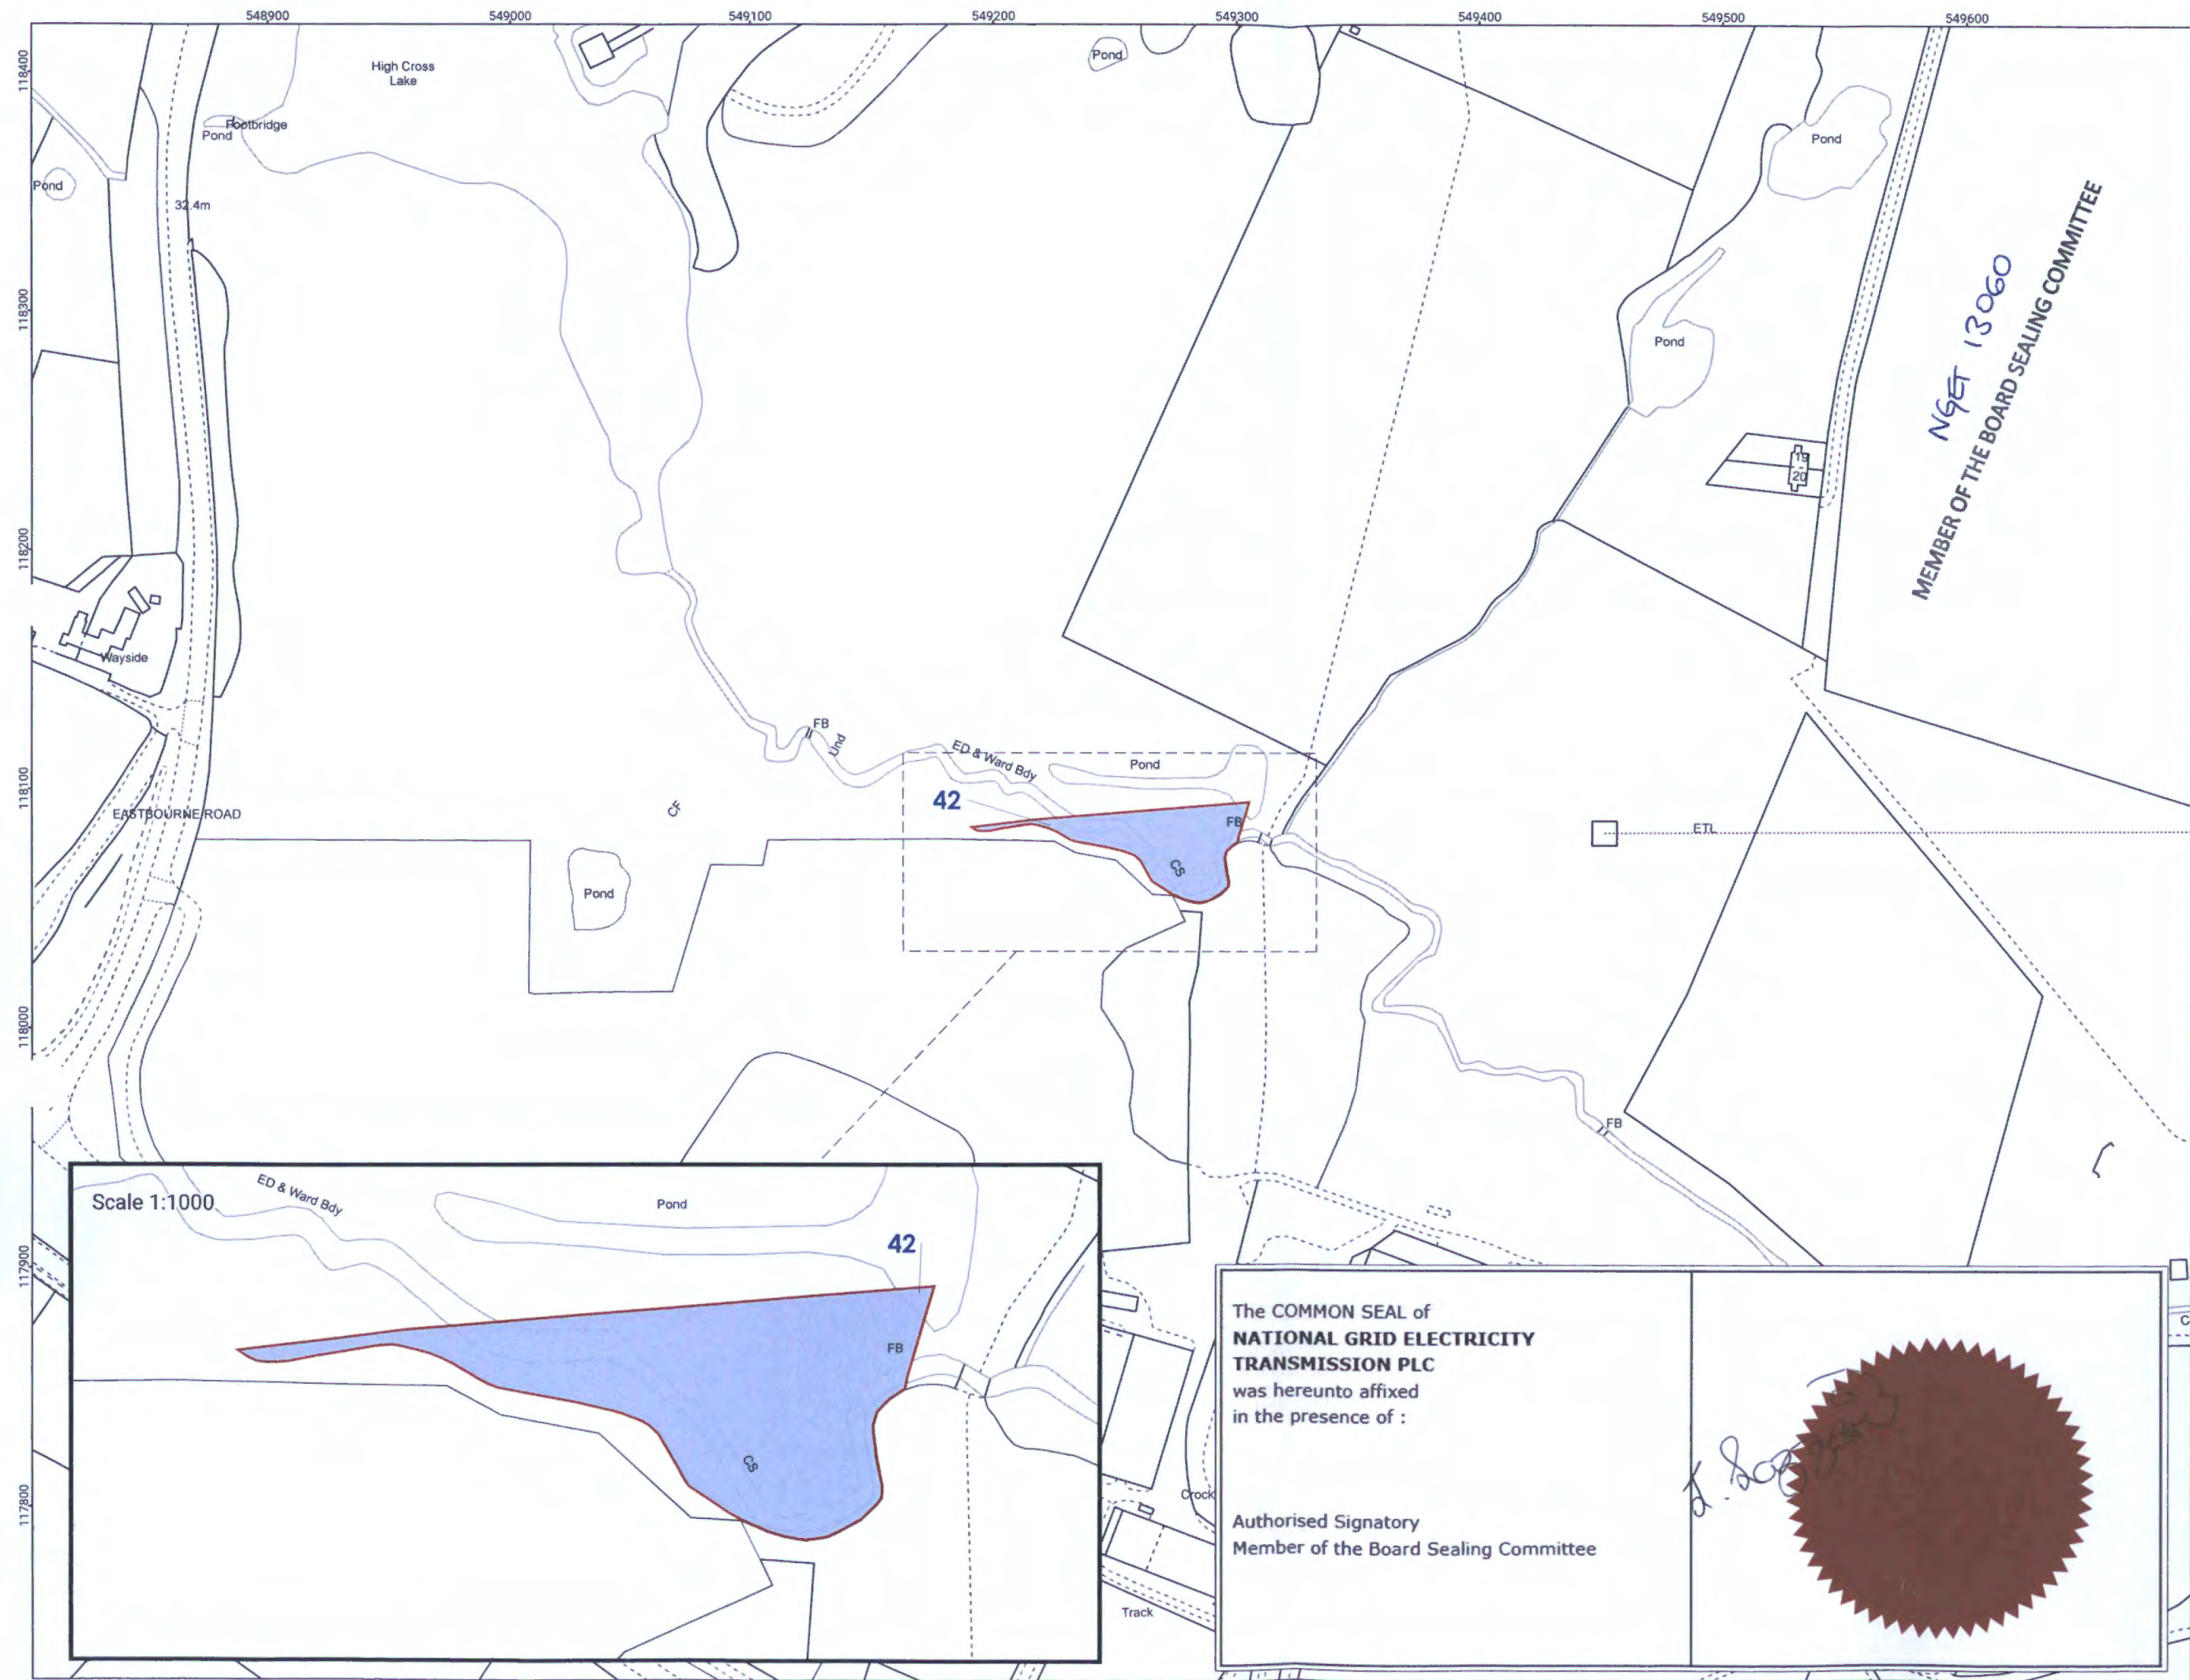 548900 549000 549100 549200 549300 549400 549500 549600
118400
118300
118200
118100
118000
117900
117800
High Cross
Lake
Footbridge
Pond
Pond
32.4m
Pond
Pond
Pond
NGET 13060
MEMBER OF THE BOARD SEALING COMMITTEE
19
20
Wayside
FB
Und
ED & Ward Bdy
Pond
42
FB
CS
CF
EASTBOURNE ROAD
Pond
ETL
FB
Scale 1:1000
ED & Ward Bdy
Pond
42
FB
CS
Crock
Track
The COMMON SEAL of
NATIONAL GRID ELECTRICITY
TRANSMISSION PLC
was hereunto affixed
in the presence of :
Authorised Signatory
Member of the Board Sealing Committee